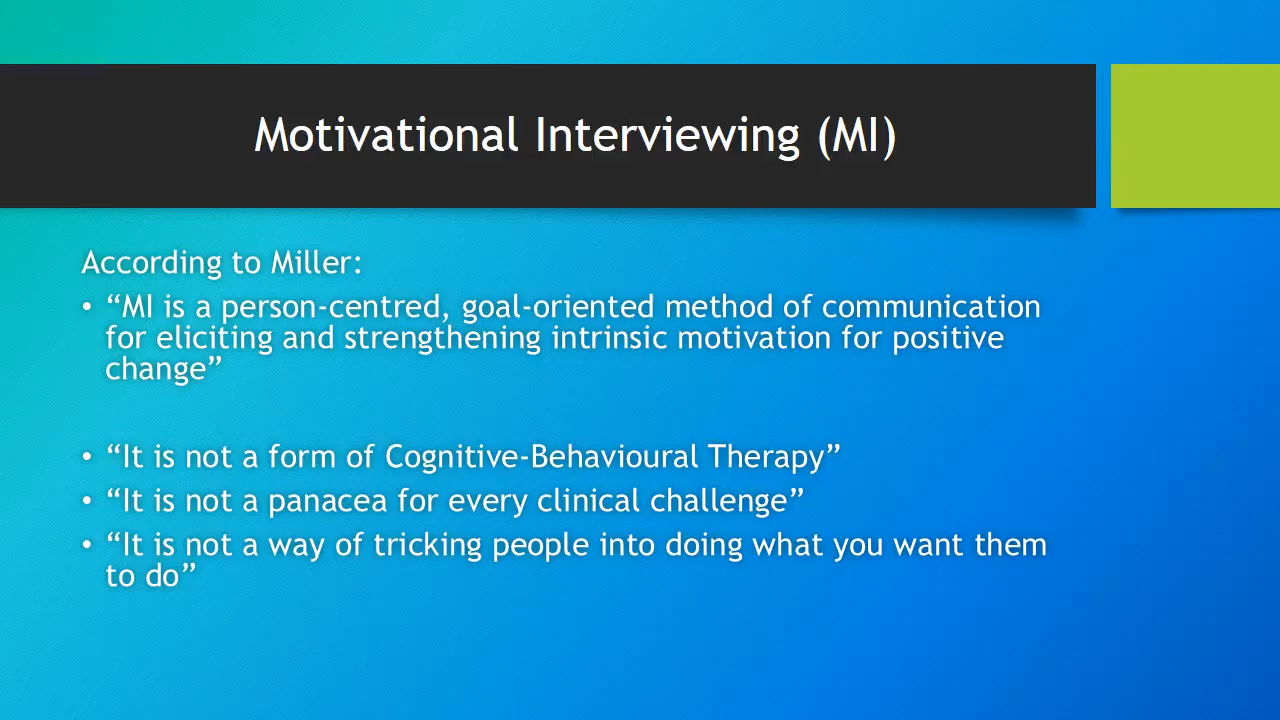 Motivational Interviewing (MI)
According to Miller:
• “MI is a person-centred, goal-oriented method of communication
for eliciting and strengthening intrinsic motivation for positive
change”
• “It is not a form of Cognitive-Behavioural Therapy”
• “It is not a panacea for every clinical challenge”
• “It is not a way of tricking people into doing what you want them
to do”